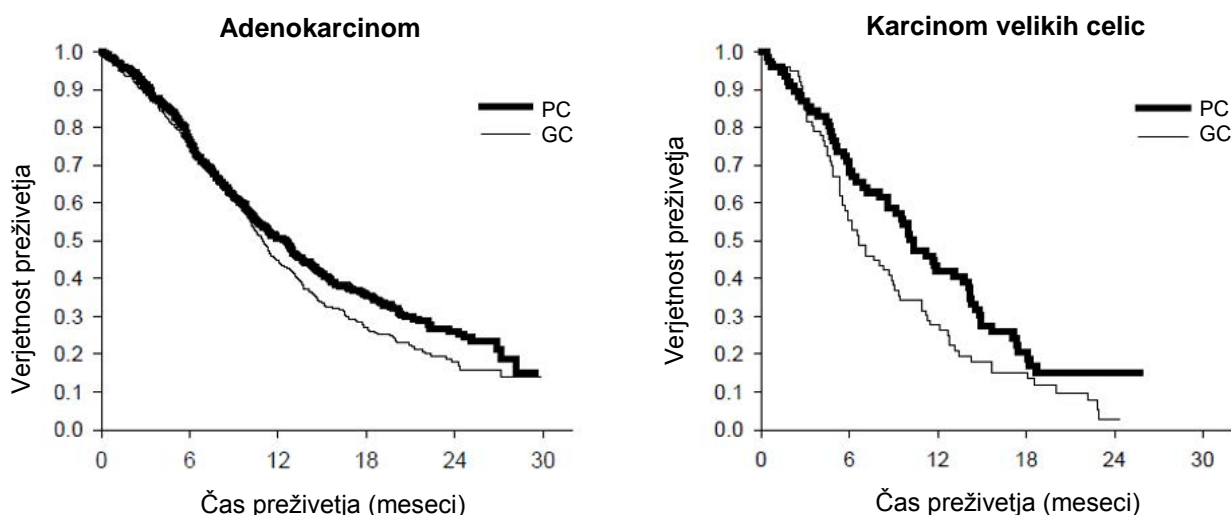 Adenokarcinom
1.0
0.9
0.8
0.7
0.6
0.5
0.4
0.3
0.2
0.1
0.0
Verjetnost preživetja
PC
GC
0 6 12 18 24 30
Čas preživetja (meseci)
Karcinom velikih celic
1.0
0.9
0.8
0.7
0.6
0.5
0.4
0.3
0.2
0.1
0.0
Verjetnost preživetja
PC
GC
0 6 12 18 24 30
Čas preživetja (meseci)